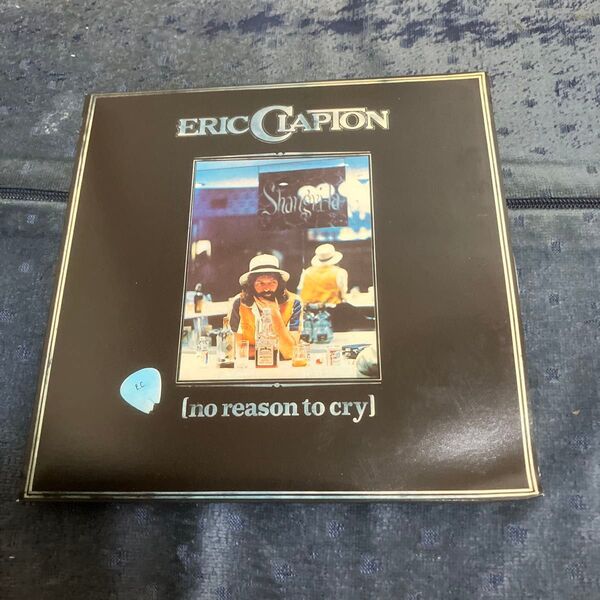 ERIC CLAPTON
Shangri-la
E.C.
[no reason to cry]